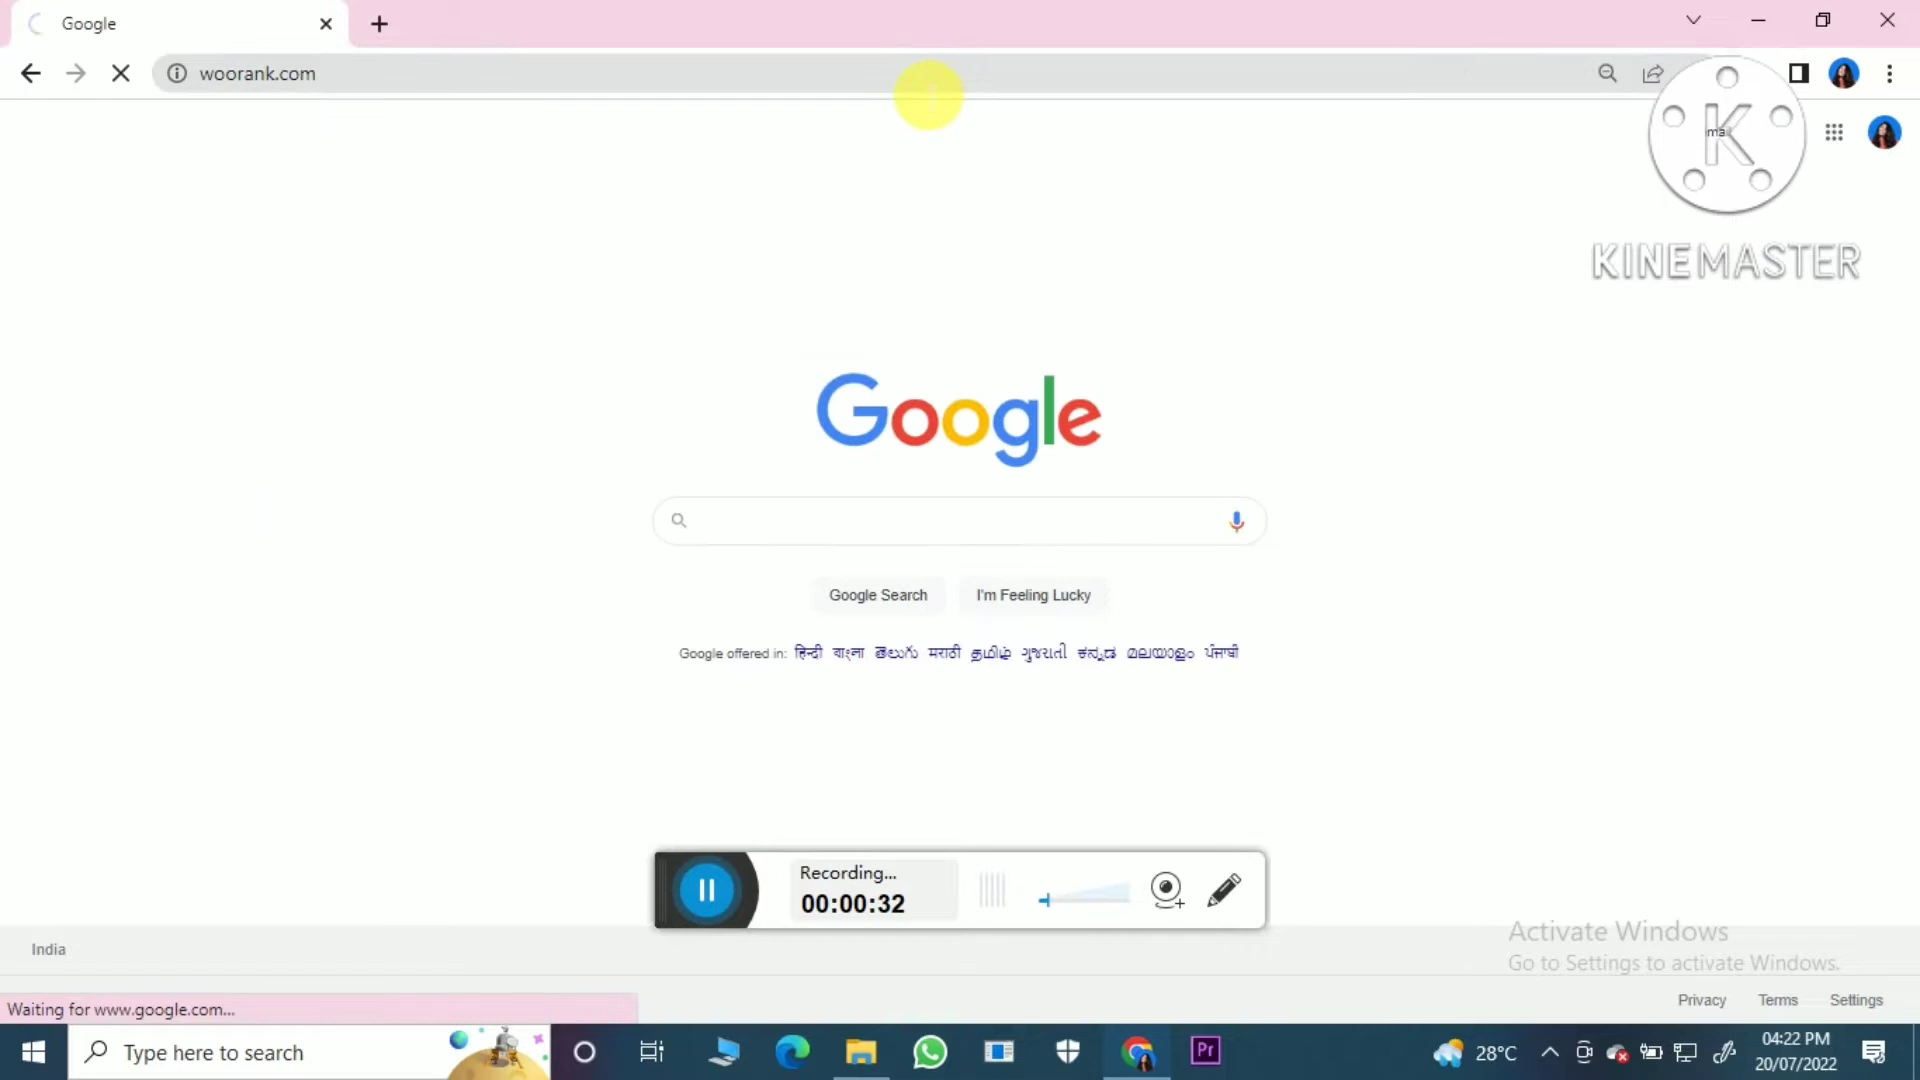 Google
woorank.com
K
KINEMASTER
Google
Google Search
I'm Feeling Lucky
Google offered in: हिन्दी বাংলা తెలుగు मराठी தமிழ் ગુજરાતી ಕನ್ನಡ മലയാളം ਪੰਜਾਬੀ
Recording...
00:00:32
Activate Windows
Go to Settings to activate Windows.
India
Privacy Terms Settings
Waiting for www.google.com...
Type here to search
Pr
28°C
04:22 PM
20/07/2022